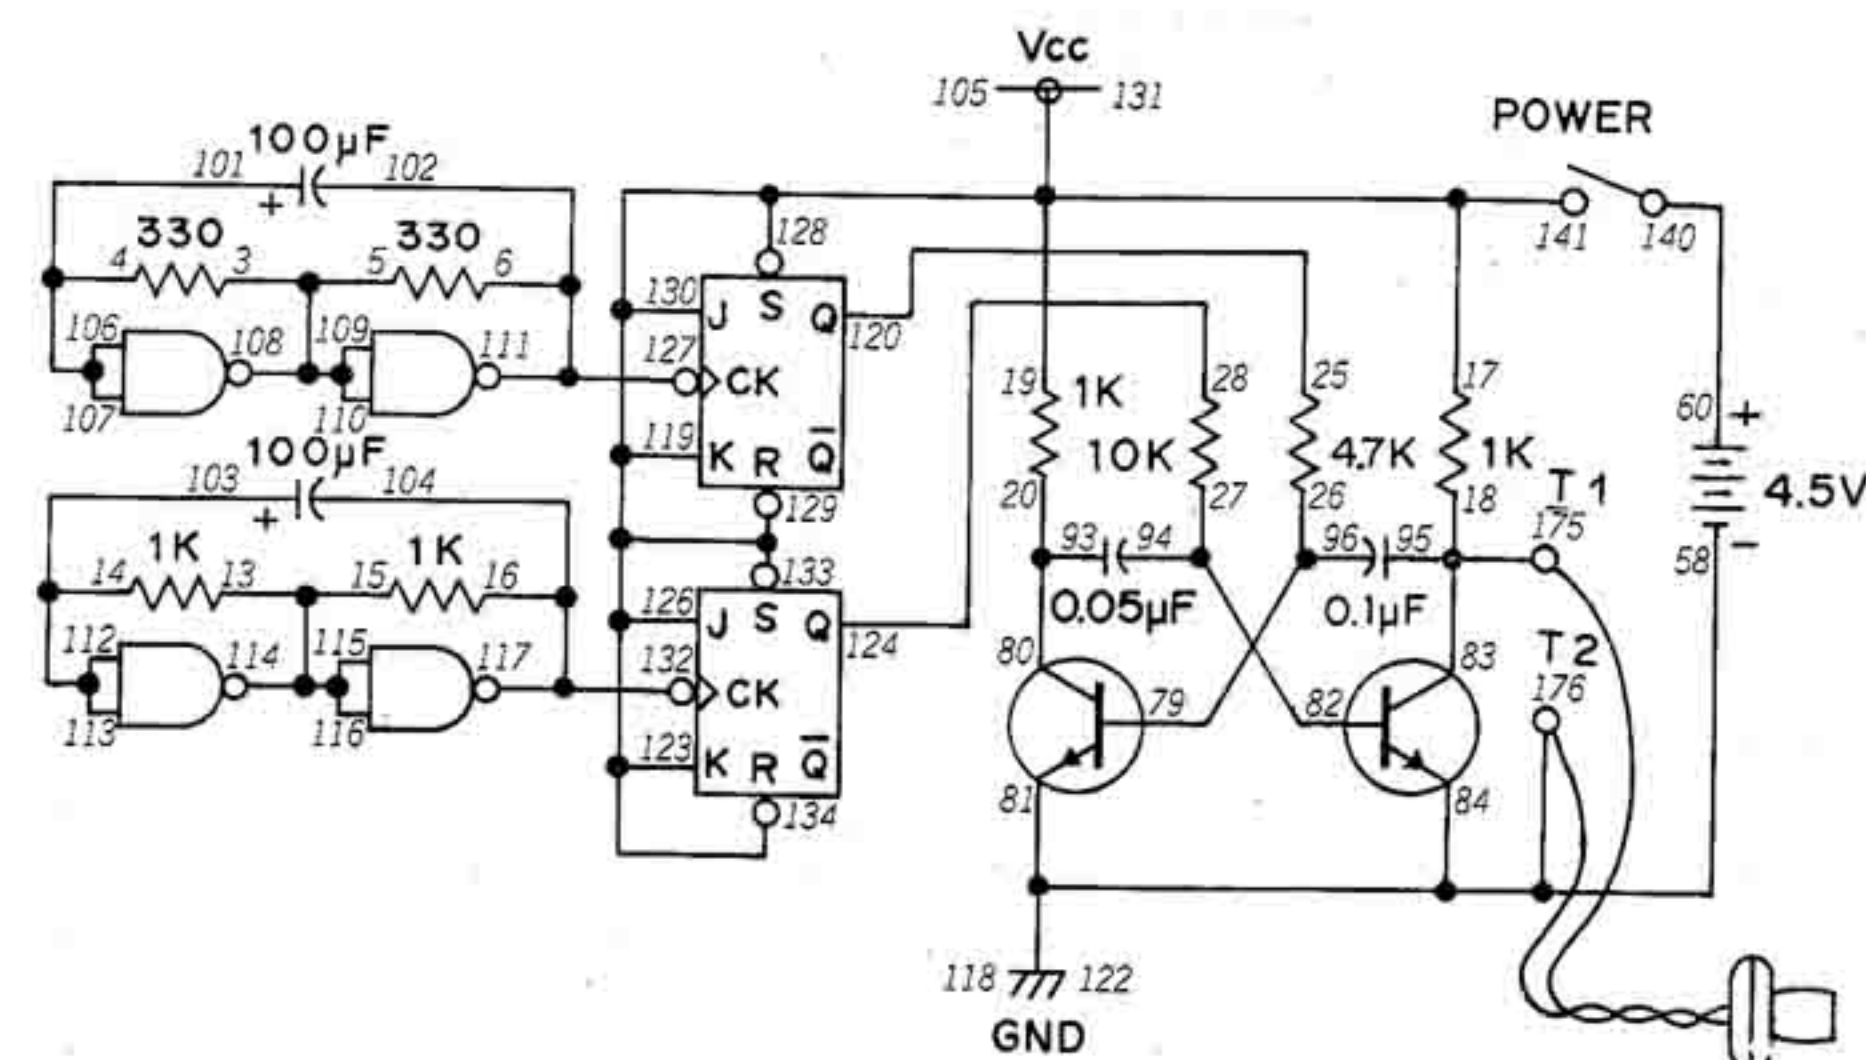 Vcc
105 131
POWER
100µF
101 102
+
141 140
330 330
4 3 5 6
128
130 J S Q 120
106 108 109 111
127 CK
107 110
119 K R Q̄
129
19 1K 28 25 17
10K 4.7K 1K
20 27 26 18
60 +
4.5V
58 −
T1
175
100µF
103 104
+
93 94 96 95
0.05µF 0.1µF
1K 1K
14 13 15 16
133
126 J S Q 124
112 114 115 117
132 CK
113 116
123 K R Q̄
134
80 79 82 83
T2
176
81 84
118 122
GND